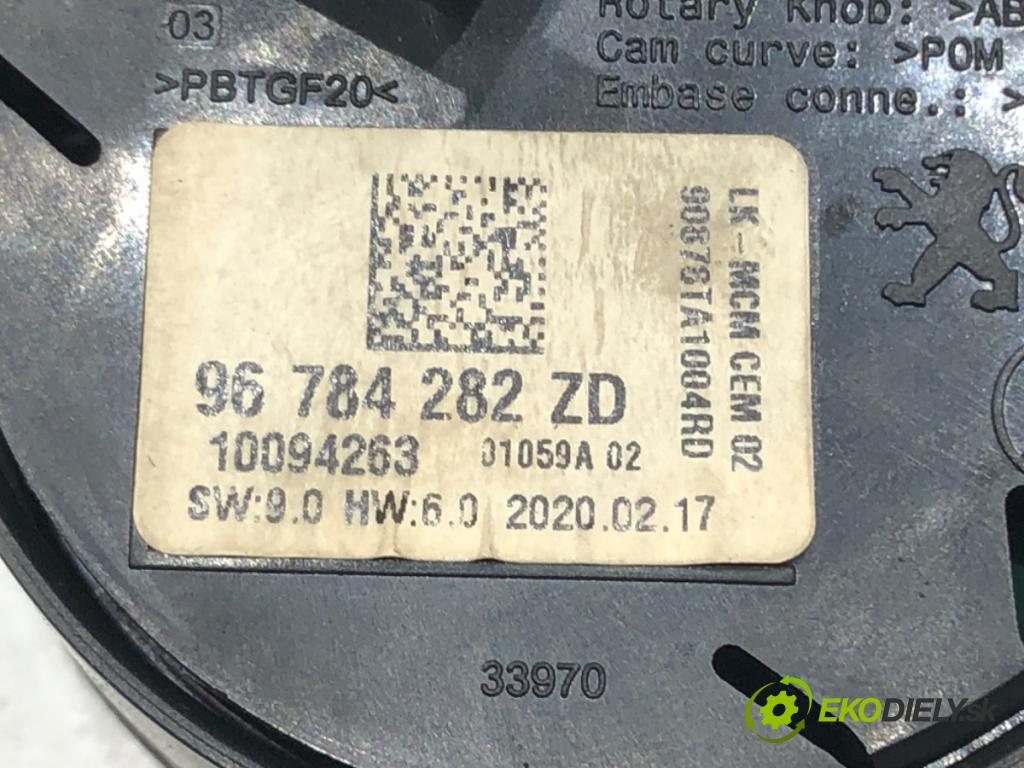 03
>PBTGF20<
Rotary Knob: >AB
Cam curve: >POM
Embase conne.: >
LK-MCM CEM 02
90878TA1004RD
96 784 282 ZD
10094263 01059A 02
SW:9.0 HW:6.0 2020.02.17
33970
EKODIELY.sk